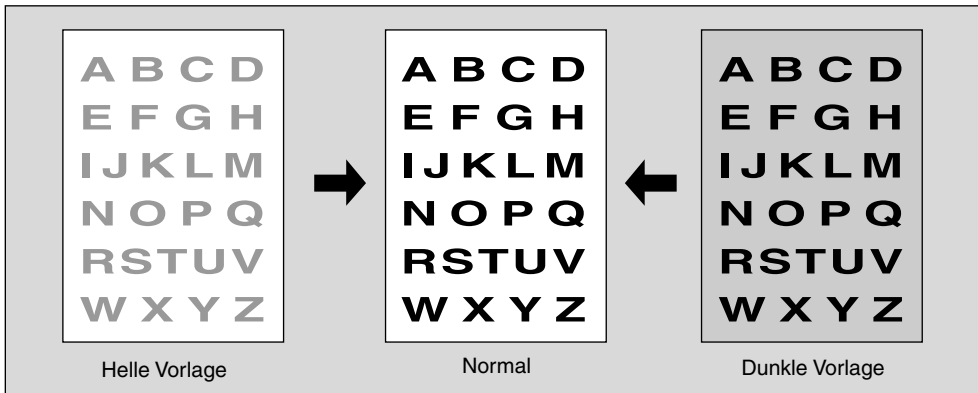 A B C D
E F G H
I J K L M
N O P Q
R S T U V
W X Y Z
Helle Vorlage
A B C D
E F G H
I J K L M
N O P Q
R S T U V
W X Y Z
Normal
A B C D
E F G H
I J K L M
N O P Q
R S T U V
W X Y Z
Dunkle Vorlage